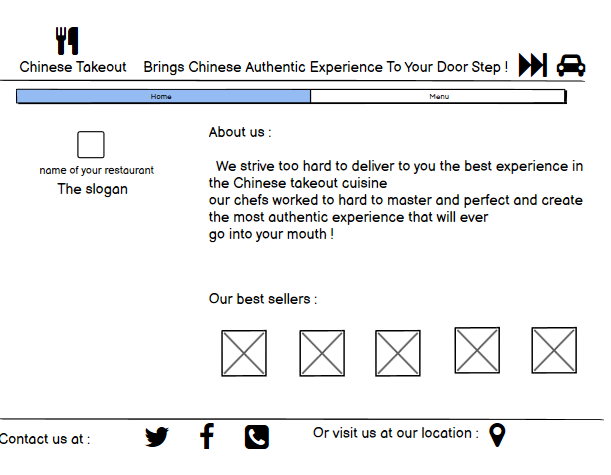 Chinese Takeout
Brings Chinese Authentic Experience To Your Door Step !
Home
Menu
name of your restaurant
The slogan
About us :
We strive too hard to deliver to you the best experience in
the Chinese takeout cuisine
our chefs worked to hard to master and perfect and create
the most authentic experience that will ever
go into your mouth !
Our best sellers :
Contact us at :
Or visit us at our location :